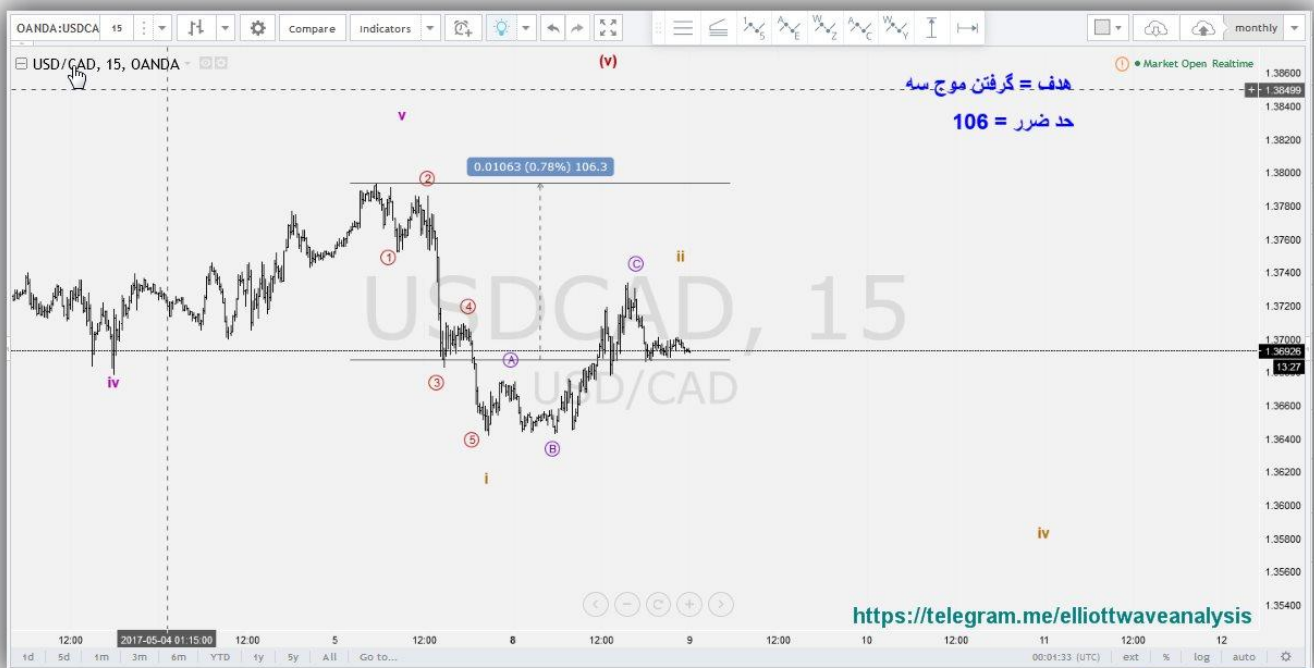 OANDA:USDCA 15 Compare Indicators monthly
USD/CAD, 15, OANDA
(v)
Market Open Realtime
هدف = گرفتن موج سه
حد ضرر = 106
v
0.01063 (0.78%) 106.3
2
1
C
ii
4
A
iv
3
5
B
i
iv
USDCAD, 15
USD/CAD
1.38600
1.38499
1.38400
1.38200
1.38000
1.37800
1.37600
1.37400
1.37200
1.37000
1.36926
13:27
1.36600
1.36400
1.36200
1.36000
1.35800
1.35600
1.35400
https://telegram.me/elliottwaveanalysis
12:00 2017-05-04 01:15:00 12:00 5 12:00 8 12:00 9 12:00 10 12:00 11 12:00 12
1d 5d 1m 3m 6m YTD 1y 5y All Go to... 00:01:33 (UTC) ext % log auto